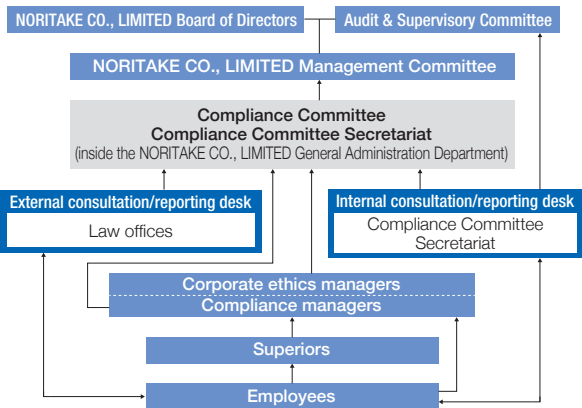 NORITAKE CO., LIMITED Board of Directors
Audit & Supervisory Committee
NORITAKE CO., LIMITED Management Committee
Compliance Committee
Compliance Committee Secretariat
(inside the NORITAKE CO., LIMITED General Administration Department)
External consultation/reporting desk
Law offices
Internal consultation/reporting desk
Compliance Committee
Secretariat
Corporate ethics managers
Compliance managers
Superiors
Employees